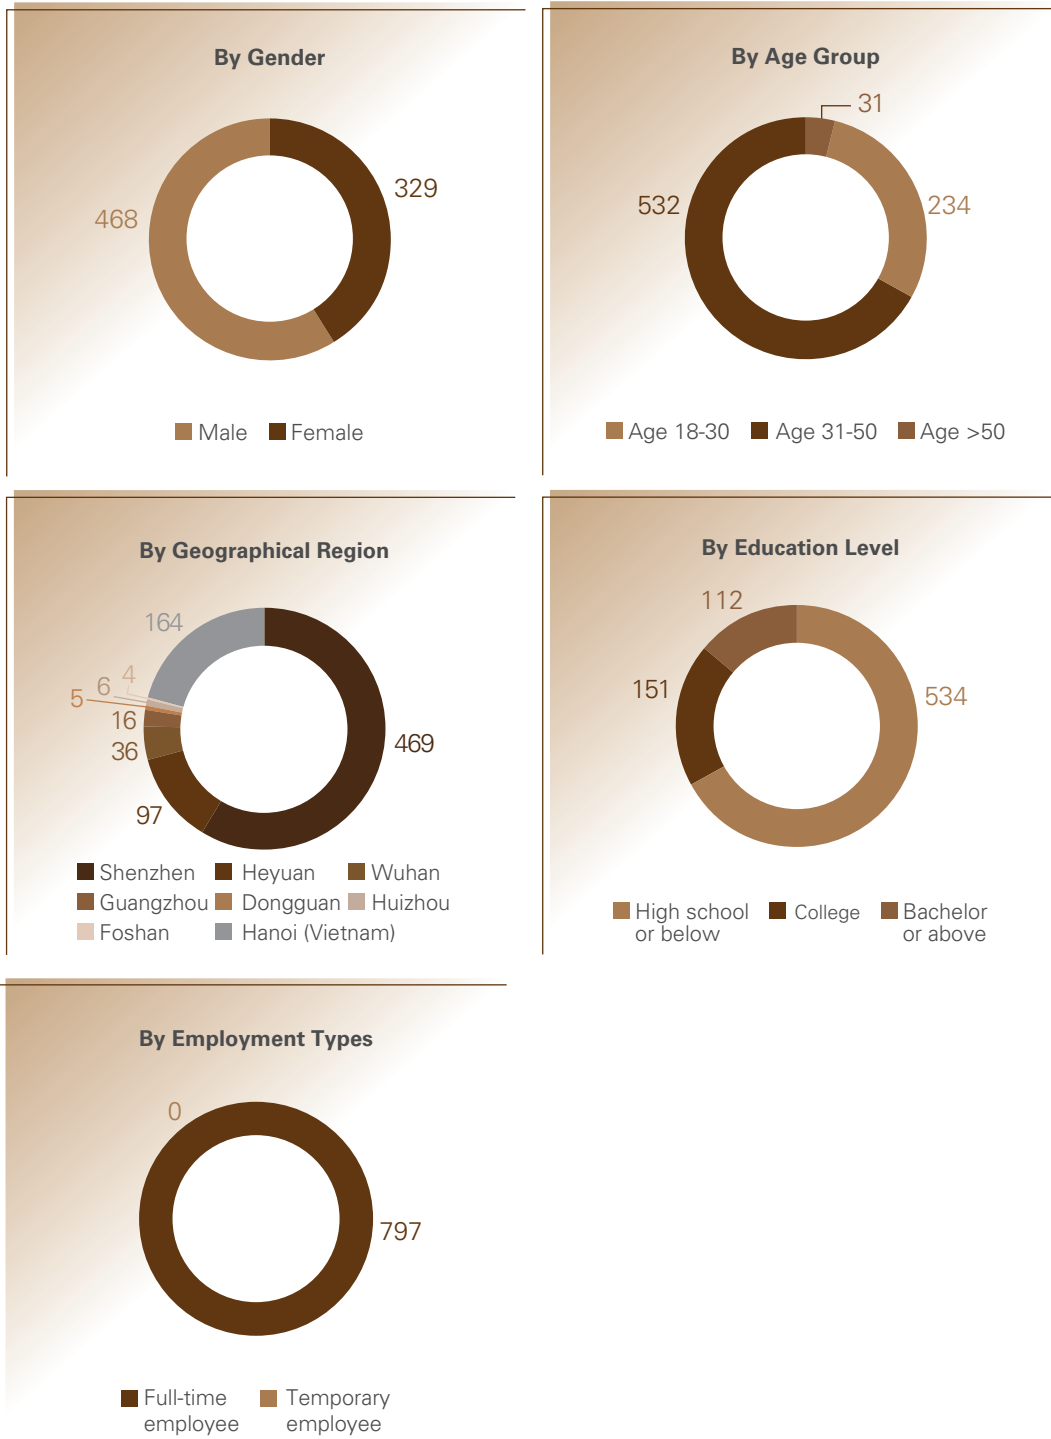 By Gender
468
329
Male Female
By Age Group
31
532
234
Age 18-30 Age 31-50 Age >50
By Geographical Region
164
4
6
5
16
36
97
469
Shenzhen Heyuan Wuhan
Guangzhou Dongguan Huizhou
Foshan Hanoi (Vietnam)
By Education Level
112
151
534
High school College Bachelor
or below or above
By Employment Types
0
797
Full-time Temporary
employee employee